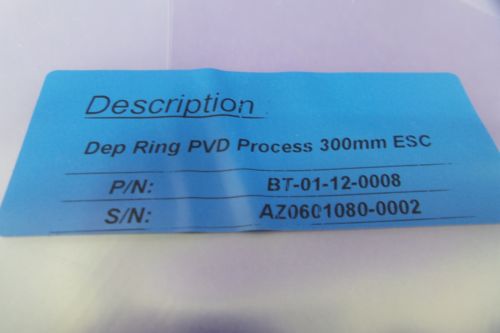 Description
Dep Ring PVD Process 300mm ESC
P/N: BT-01-12-0008
S/N: AZ0601080-0002